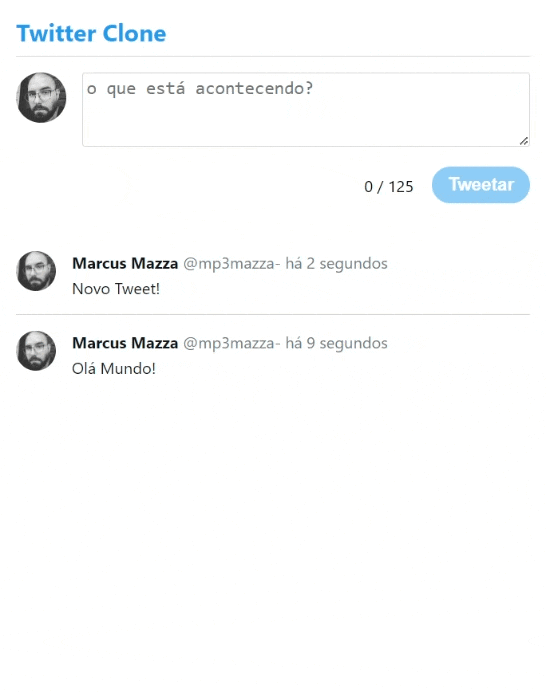 Twitter Clone
o que está acontecendo?
0 / 125 Tweetar
Marcus Mazza @mp3mazza- há 2 segundos
Novo Tweet!
Marcus Mazza @mp3mazza- há 9 segundos
Olá Mundo!